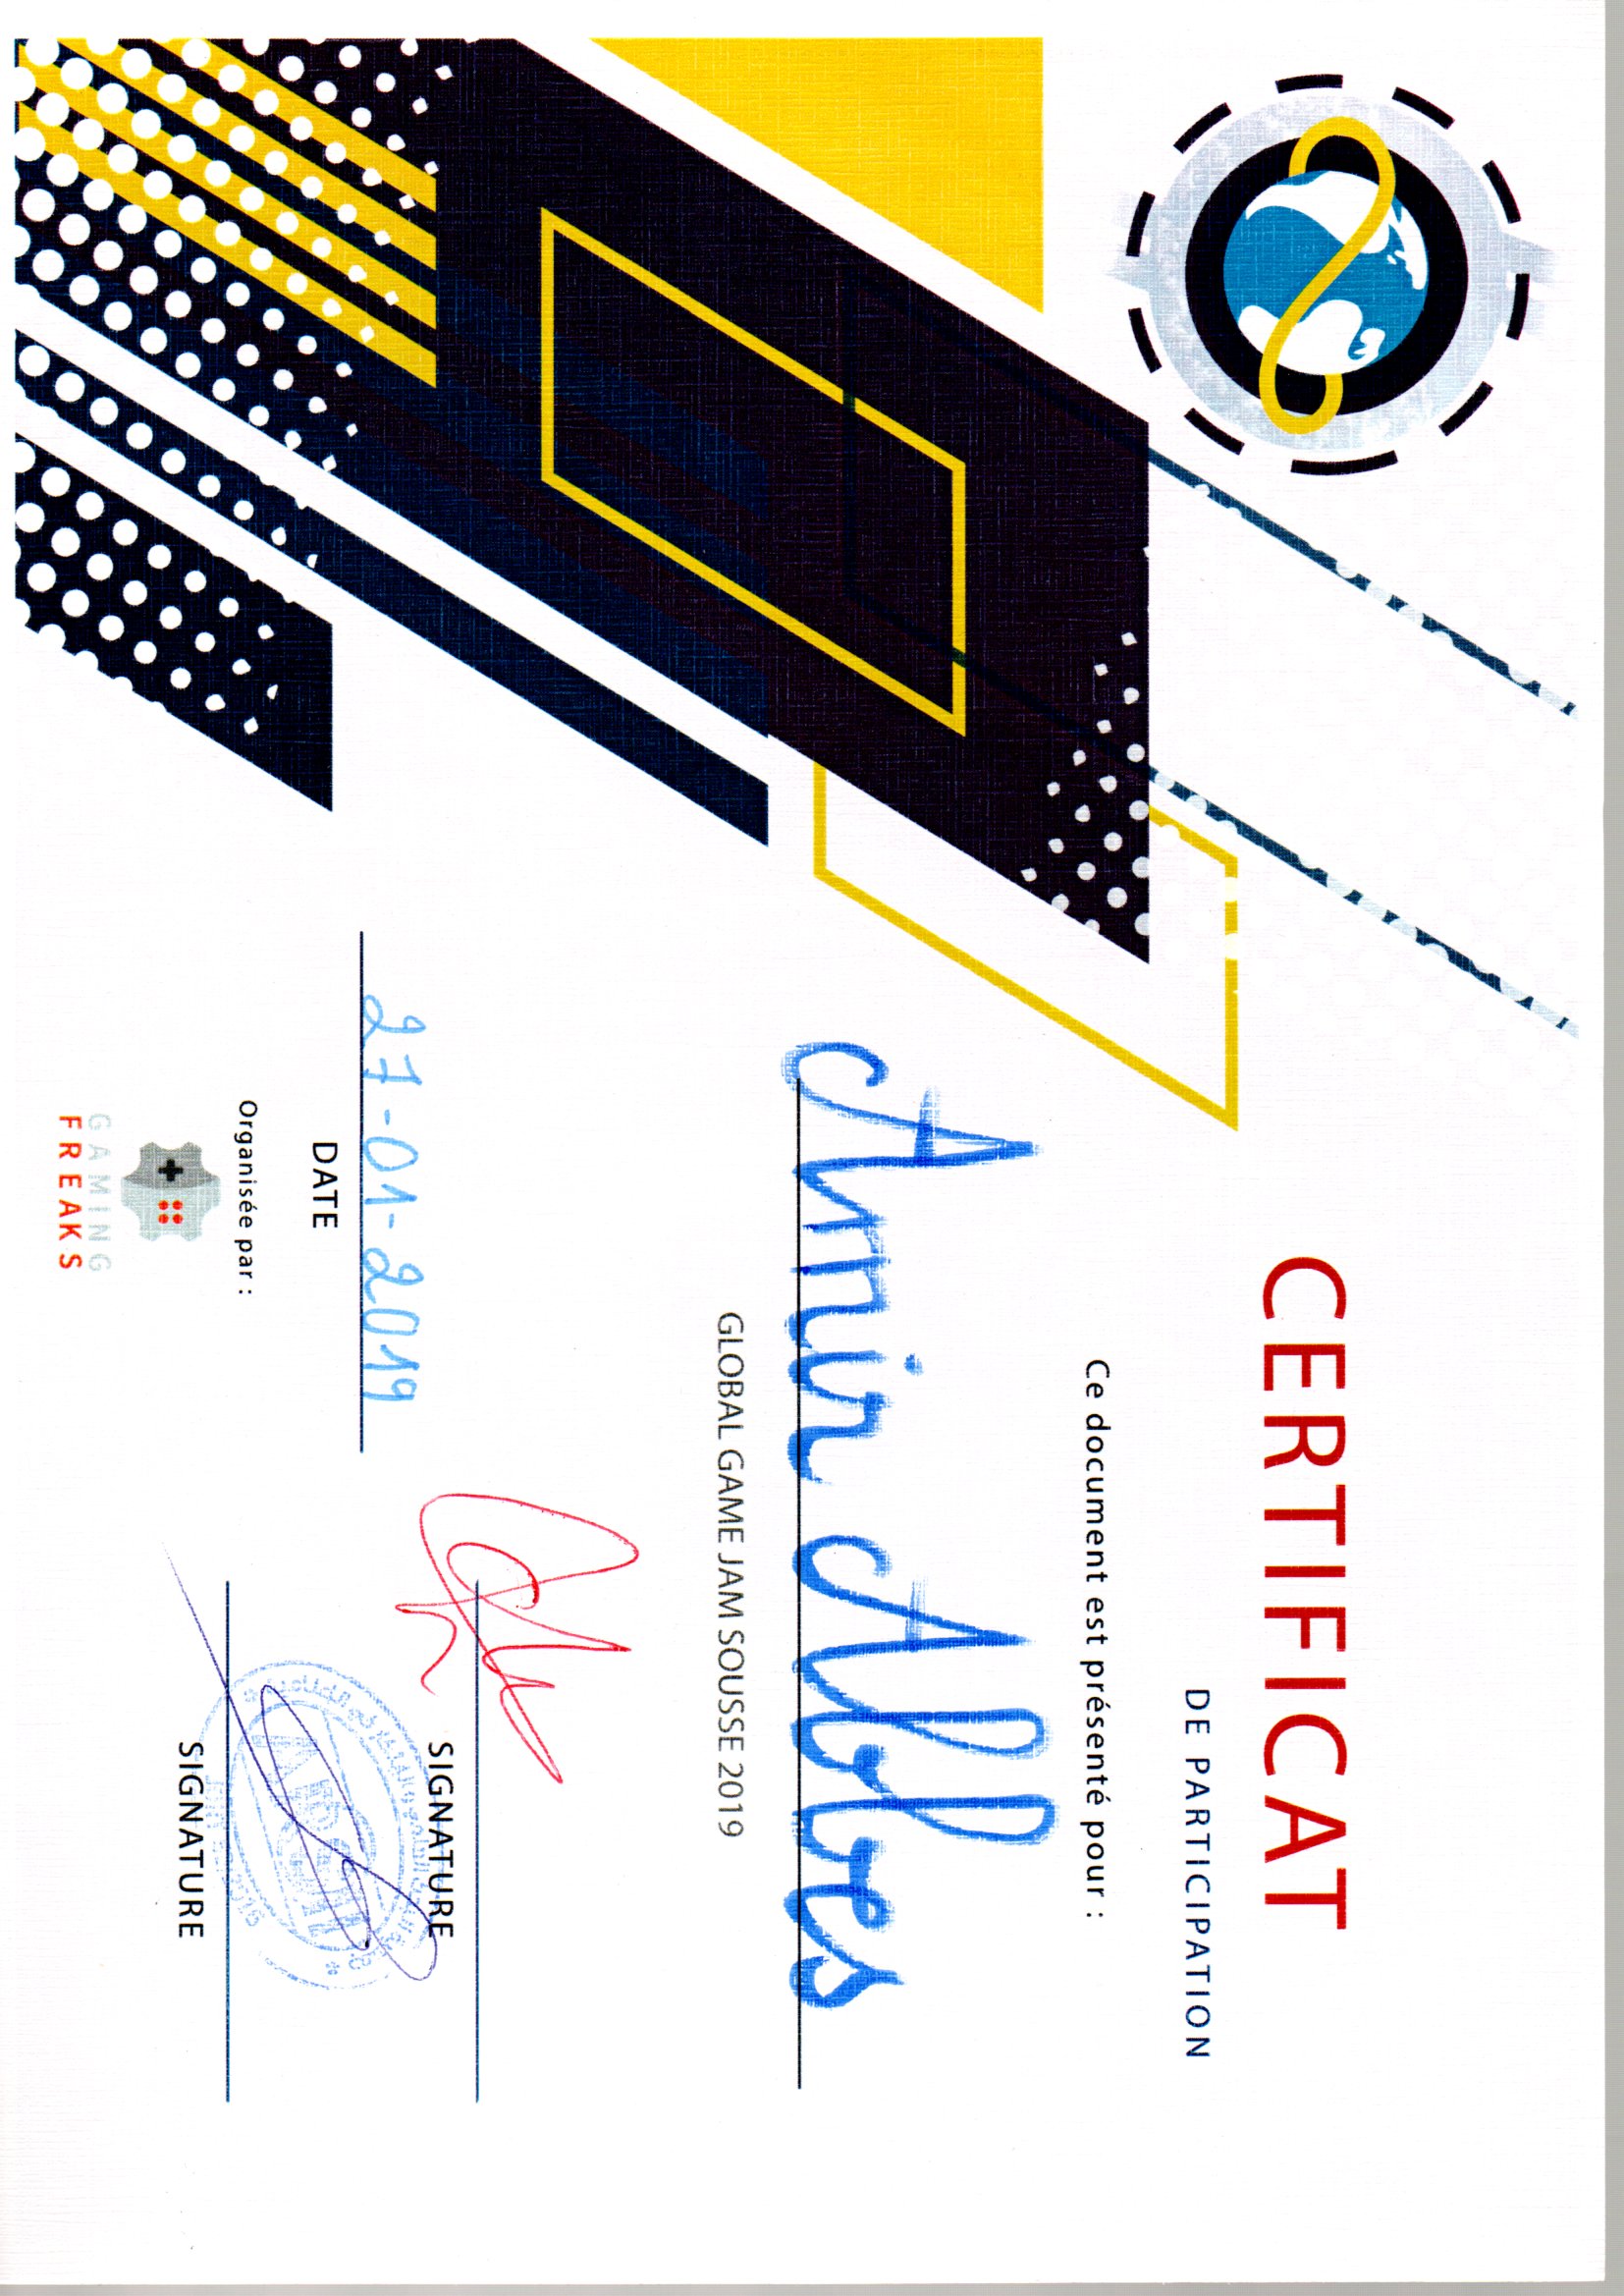 CERTIFICAT
DE PARTICIPATION
Ce document est présenté pour :
Amir Abbes
GLOBAL GAME JAM SOUSSE 2019
SIGNATURE
27-01-2019
DATE
SIGNATURE
Organisée par :
GAMING
FREAKS